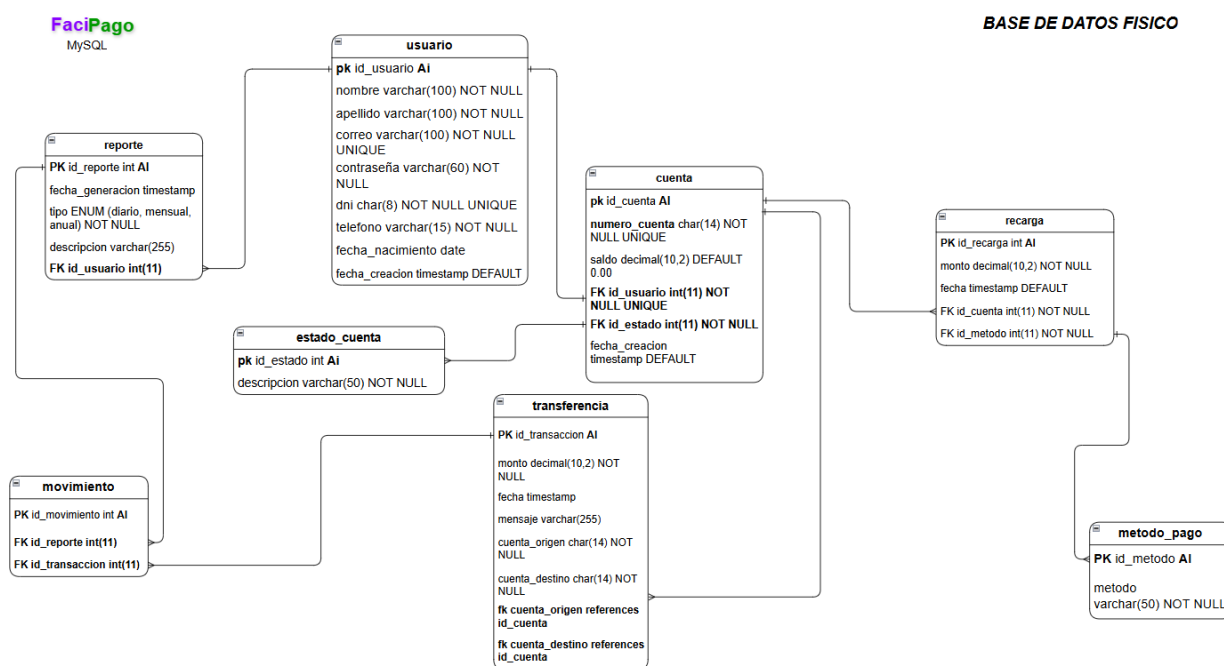 FaciPago
MySQL
BASE DE DATOS FISICO
usuario
pk id_usuario Ai
nombre varchar(100) NOT NULL
apellido varchar(100) NOT NULL
correo varchar(100) NOT NULL
UNIQUE
contraseña varchar(60) NOT
NULL
dni char(8) NOT NULL UNIQUE
telefono varchar(15) NOT NULL
fecha_nacimiento date
fecha_creacion timestamp DEFAULT
reporte
PK id_reporte int AI
fecha_generacion timestamp
tipo ENUM (diario, mensual,
anual) NOT NULL
descripcion varchar(255)
FK id_usuario int(11)
cuenta
pk id_cuenta AI
numero_cuenta char(14) NOT
NULL UNIQUE
saldo decimal(10,2) DEFAULT
0.00
FK id_usuario int(11) NOT
NULL UNIQUE
FK id_estado int(11) NOT NULL
fecha_creacion
timestamp DEFAULT
recarga
PK id_recarga int AI
monto decimal(10,2) NOT NULL
fecha timestamp DEFAULT
FK id_cuenta int(11) NOT NULL
FK id_metodo int(11) NOT NULL
estado_cuenta
pk id_estado int Ai
descripcion varchar(50) NOT NULL
transferencia
PK id_transaccion AI
monto decimal(10,2) NOT
NULL
fecha timestamp
mensaje varchar(255)
cuenta_origen char(14) NOT
NULL
cuenta_destino char(14) NOT
NULL
fk cuenta_origen references
id_cuenta
fk cuenta_destino references
id_cuenta
movimiento
PK id_movimiento int AI
FK id_reporte int(11)
FK id_transaccion int(11)
metodo_pago
PK id_metodo AI
metodo
varchar(50) NOT NULL